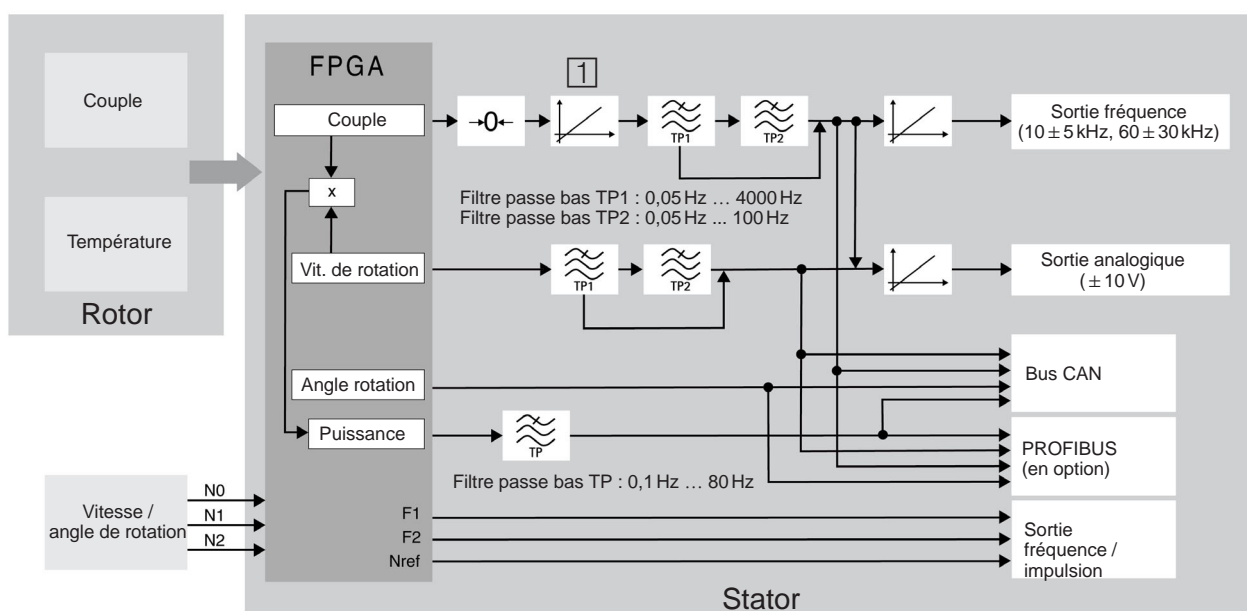 Couple
Température
Rotor
FPGA
1
Couple
→0←
TP1
TP2
Sortie fréquence
(10 ± 5 kHz, 60 ± 30 kHz)
x
Filtre passe bas TP1 : 0,05 Hz … 4000 Hz
Filtre passe bas TP2 : 0,05 Hz ... 100 Hz
Vit. de rotation
TP1
TP2
Sortie analogique
(± 10 V)
Angle rotation
Bus CAN
Puissance
TP
PROFIBUS
(en option)
Filtre passe bas TP : 0,1 Hz … 80 Hz
Vitesse /
angle de rotation
N0
N1
N2
F1
F2
Nref
Sortie
fréquence /
impulsion
Stator